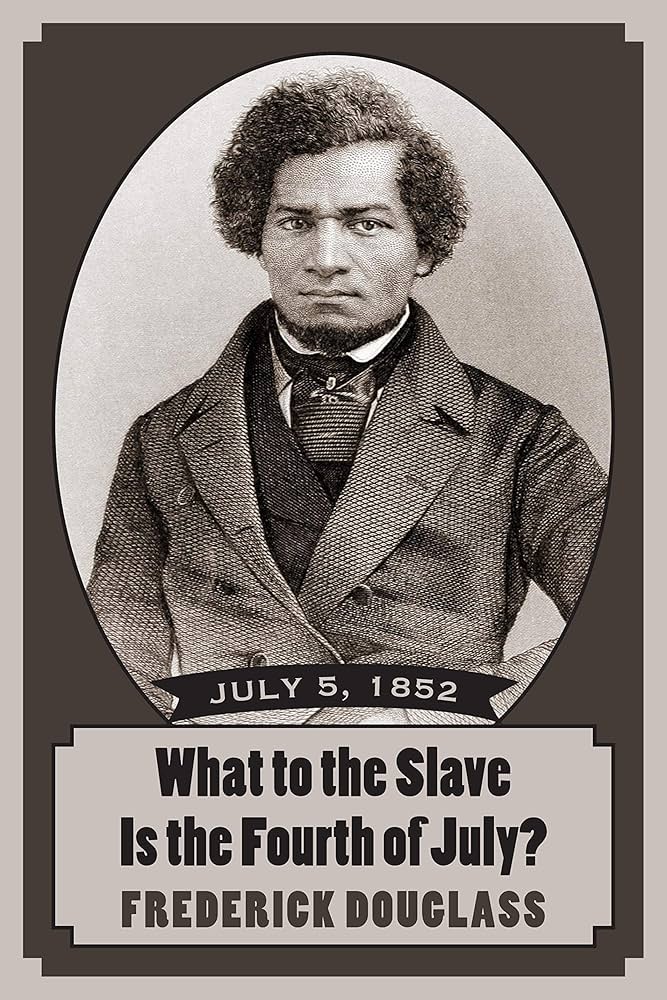 JULY 5, 1852
What to the Slave
Is the Fourth of July?
FREDERICK DOUGLASS